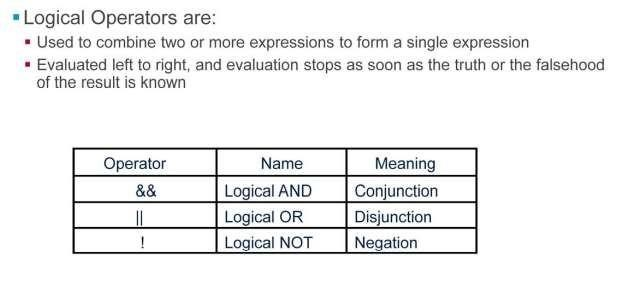 ▪ Logical Operators are:
▪ Used to combine two or more expressions to form a single expression
▪ Evaluated left to right, and evaluation stops as soon as the truth or the falsehood
of the result is known
Operator Name Meaning
&& Logical AND Conjunction
|| Logical OR Disjunction
! Logical NOT Negation